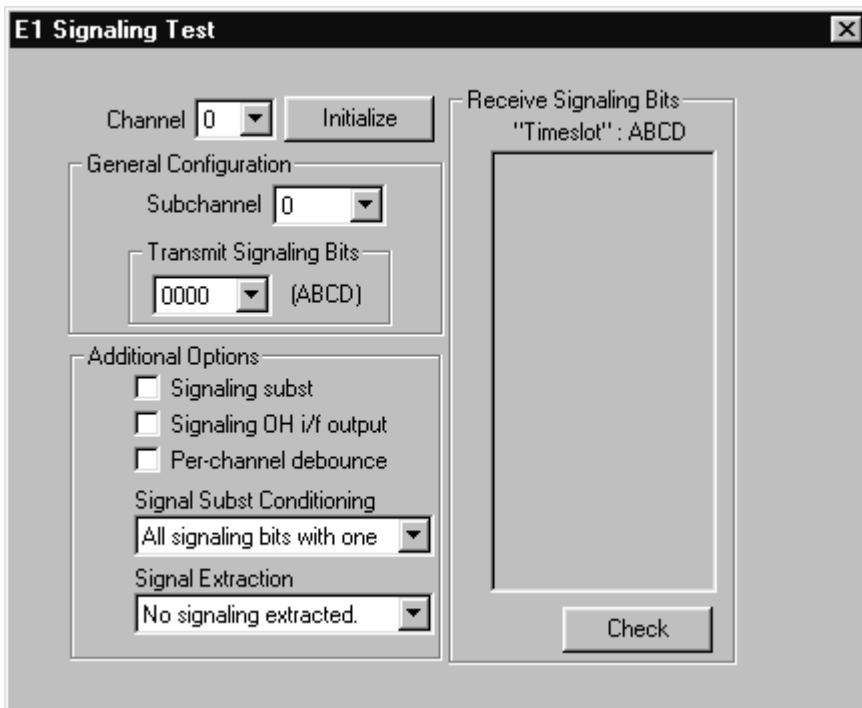 E1 Signaling Test
Channel 0 Initialize
General Configuration
Subchannel 0
Transmit Signaling Bits
0000 (ABCD)
Additional Options
Signaling subst
Signaling OH i/f output
Per-channel debounce
Signal Subst Conditioning
All signaling bits with one
Signal Extraction
No signaling extracted.
Receive Signaling Bits
"Timeslot" : ABCD
Check